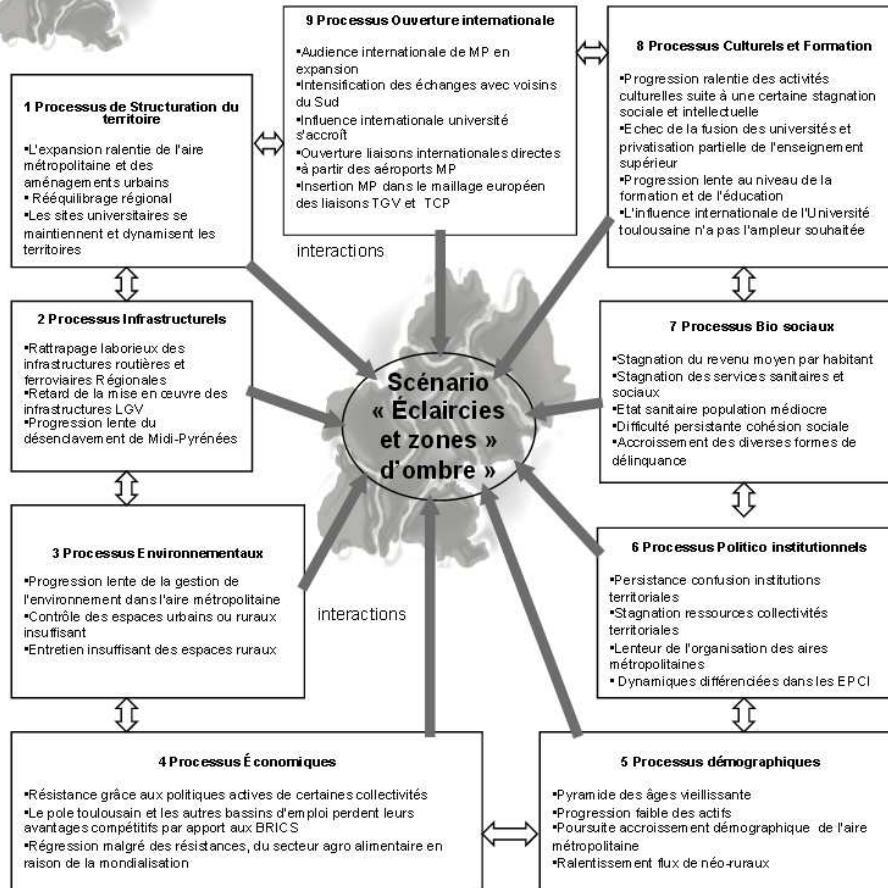 9 Processus Ouverture internationale
▪Audience internationale de MP en
expansion
▪Intensification des échanges avec voisins
du Sud
▪Influence internationale université
s'accroît
▪Ouverture liaisons internationales directes
▪à partir des aéroports MP
▪Insertion MP dans le maillage européen
des liaisons TGV et TCP
8 Processus Culturels et Formation
▪Progression ralentie des activités
culturelles suite à une certaine stagnation
sociale et intellectuelle
▪Echec de la fusion des universités et
privatisation partielle de l'enseignement
supérieur
▪Progression lente au niveau de la
formation et de l'éducation
▪L'influence internationale de l'Université
toulousaine n'a pas l'ampleur souhaitée
1 Processus de Structuration du
territoire
▪L'expansion ralentie de l'aire
métropolitaine et des
aménagements urbains
▪ Rééquilibrage régional
▪Les sites universitaires se
maintiennent et dynamisent les
territoires
interactions
2 Processus Infrastructurels
▪Rattrapage laborieux des
infrastructures routières et
ferroviaires Régionales
▪Retard de la mise en œuvre des
infrastructures LGV
▪Progression lente du
désenclavement de Midi-Pyrénées
Scénario
« Éclaircies
et zones »
d'ombre »
7 Processus Bio sociaux
▪Stagnation du revenu moyen par habitant
▪Stagnation des services sanitaires et
sociaux
▪Etat sanitaire population médiocre
▪Difficulté persistante cohésion sociale
▪Accroissement des diverses formes de
délinquance
3 Processus Environnementaux
▪Progression lente de la gestion de
l'environnement dans l'aire métropolitaine
▪Contrôle des espaces urbains ou ruraux
insuffisant
▪Entretien insuffisant des espaces ruraux
interactions
6 Processus Politico institutionnels
▪Persistance confusion institutions
territoriales
▪Stagnation ressources collectivités
territoriales
▪Lenteur de l'organisation des aires
métropolitaines
▪ Dynamiques différenciées dans les EPCI
4 Processus Économiques
▪Résistance grâce aux politiques actives de certaines collectivités
▪Le pole toulousain et les autres bassins d'emploi perdent leurs
avantages compétitifs par apport aux BRICS
▪Régression malgré des résistances, du secteur agro alimentaire en
raison de la mondialisation
5 Processus démographiques
▪Pyramide des âges vieillissante
▪Progression faible des actifs
▪Poursuite accroissement démographique de l'aire
métropolitaine
▪Ralentissement flux de néo-ruraux